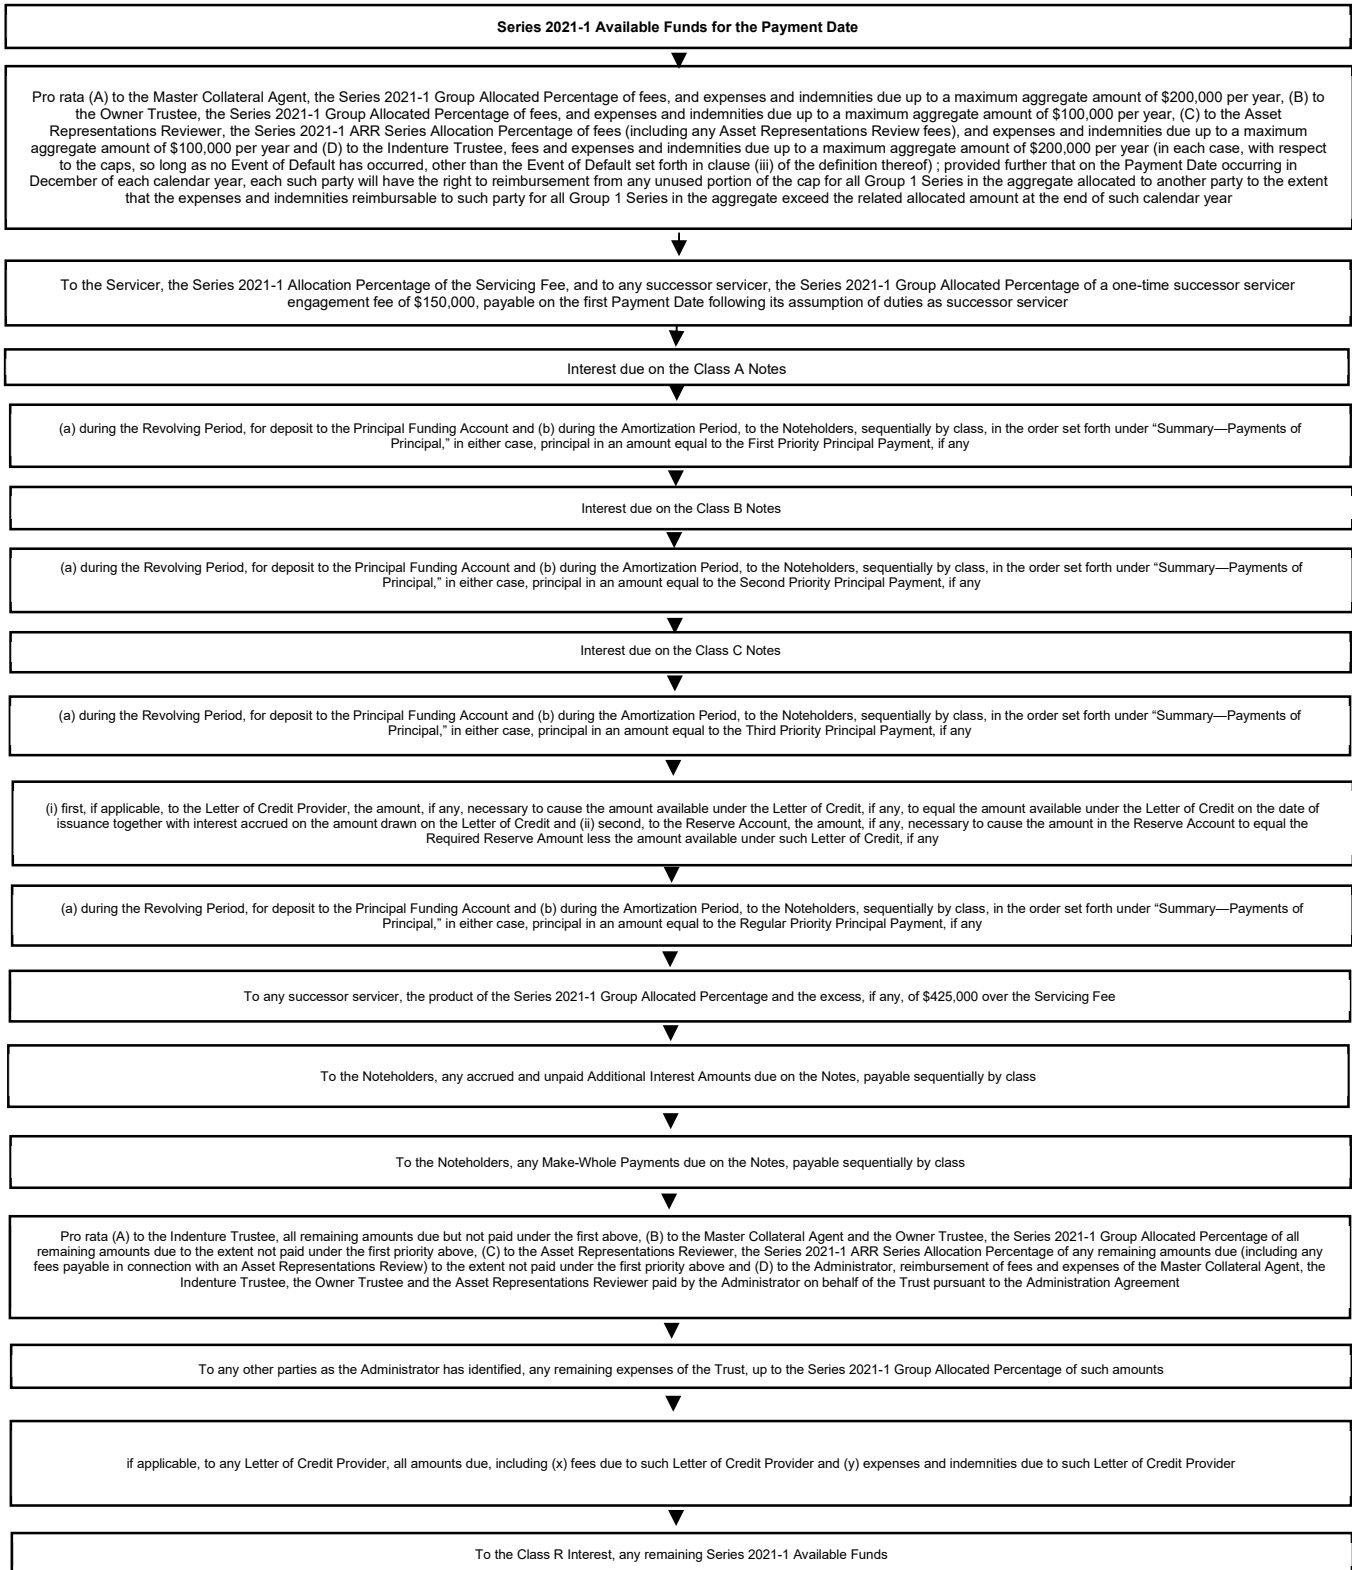 Series 2021-1 Available Funds for the Payment Date
Pro rata (A) to the Master Collateral Agent, the Series 2021-1 Group Allocated Percentage of fees, and expenses and indemnities due up to a maximum aggregate amount of $200,000 per year, (B) to
the Owner Trustee, the Series 2021-1 Group Allocated Percentage of fees, and expenses and indemnities due up to a maximum aggregate amount of $100,000 per year, (C) to the Asset
Representations Reviewer, the Series 2021-1 ARR Series Allocation Percentage of fees (including any Asset Representations Review fees), and expenses and indemnities due up to a maximum
aggregate amount of $100,000 per year and (D) to the Indenture Trustee, fees and expenses and indemnities due up to a maximum aggregate amount of $200,000 per year (in each case, with respect
to the caps, so long as no Event of Default has occurred, other than the Event of Default set forth in clause (iii) of the definition thereof) ; provided further that on the Payment Date occurring in
December of each calendar year, each such party will have the right to reimbursement from any unused portion of the cap for all Group 1 Series in the aggregate allocated to another party to the extent
that the expenses and indemnities reimbursable to such party for all Group 1 Series in the aggregate exceed the related allocated amount at the end of such calendar year
To the Servicer, the Series 2021-1 Allocation Percentage of the Servicing Fee, and to any successor servicer, the Series 2021-1 Group Allocated Percentage of a one-time successor servicer
engagement fee of $150,000, payable on the first Payment Date following its assumption of duties as successor servicer
Interest due on the Class A Notes
(a) during the Revolving Period, for deposit to the Principal Funding Account and (b) during the Amortization Period, to the Noteholders, sequentially by class, in the order set forth under “Summary—Payments of
Principal,” in either case, principal in an amount equal to the First Priority Principal Payment, if any
Interest due on the Class B Notes
(a) during the Revolving Period, for deposit to the Principal Funding Account and (b) during the Amortization Period, to the Noteholders, sequentially by class, in the order set forth under “Summary—Payments of
Principal,” in either case, principal in an amount equal to the Second Priority Principal Payment, if any
Interest due on the Class C Notes
(a) during the Revolving Period, for deposit to the Principal Funding Account and (b) during the Amortization Period, to the Noteholders, sequentially by class, in the order set forth under “Summary—Payments of
Principal,” in either case, principal in an amount equal to the Third Priority Principal Payment, if any
(i) first, if applicable, to the Letter of Credit Provider, the amount, if any, necessary to cause the amount available under the Letter of Credit, if any, to equal the amount available under the Letter of Credit on the date of
issuance together with interest accrued on the amount drawn on the Letter of Credit and (ii) second, to the Reserve Account, the amount, if any, necessary to cause the amount in the Reserve Account to equal the
Required Reserve Amount less the amount available under such Letter of Credit, if any
(a) during the Revolving Period, for deposit to the Principal Funding Account and (b) during the Amortization Period, to the Noteholders, sequentially by class, in the order set forth under “Summary—Payments of
Principal,” in either case, principal in an amount equal to the Regular Priority Principal Payment, if any
To any successor servicer, the product of the Series 2021-1 Group Allocated Percentage and the excess, if any, of $425,000 over the Servicing Fee
To the Noteholders, any accrued and unpaid Additional Interest Amounts due on the Notes, payable sequentially by class
To the Noteholders, any Make-Whole Payments due on the Notes, payable sequentially by class
Pro rata (A) to the Indenture Trustee, all remaining amounts due but not paid under the first above, (B) to the Master Collateral Agent and the Owner Trustee, the Series 2021-1 Group Allocated Percentage of all
remaining amounts due to the extent not paid under the first priority above, (C) to the Asset Representations Reviewer, the Series 2021-1 ARR Series Allocation Percentage of any remaining amounts due (including any
fees payable in connection with an Asset Representations Review) to the extent not paid under the first priority above and (D) to the Administrator, reimbursement of fees and expenses of the Master Collateral Agent, the
Indenture Trustee, the Owner Trustee and the Asset Representations Reviewer paid by the Administrator on behalf of the Trust pursuant to the Administration Agreement
To any other parties as the Administrator has identified, any remaining expenses of the Trust, up to the Series 2021-1 Group Allocated Percentage of such amounts
if applicable, to any Letter of Credit Provider, all amounts due, including (x) fees due to such Letter of Credit Provider and (y) expenses and indemnities due to such Letter of Credit Provider
To the Class R Interest, any remaining Series 2021-1 Available Funds